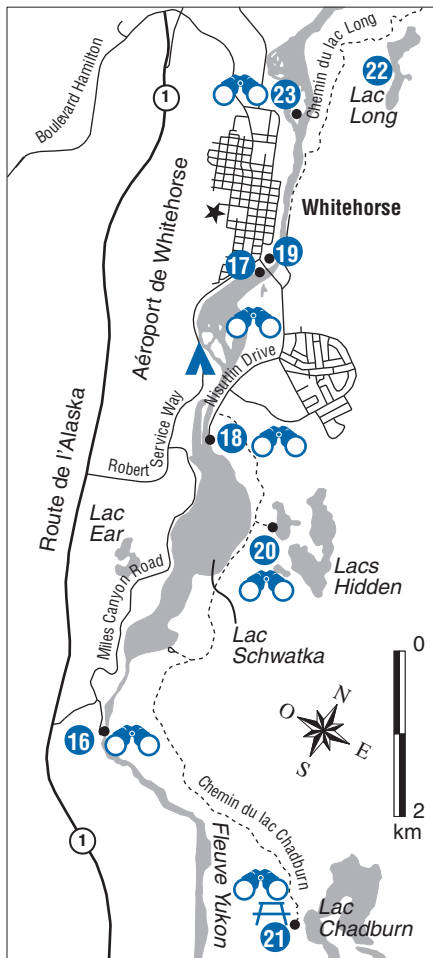 Boulevard Hamilton
1
23
Chemin du lac Long
22
Lac
Long
Whitehorse
Aéroport de Whitehorse
19
17
Nisutlin Drive
Route de l'Alaska
Robert Service Way
18
Lac
Ear
Miles Canyon Road
20
Lacs
Hidden
Lac
Schwatka
0
2
km
N
O
E
S
16
1
Chemin du lac Chadburn
Fleuve Yukon
21
Lac
Chadburn